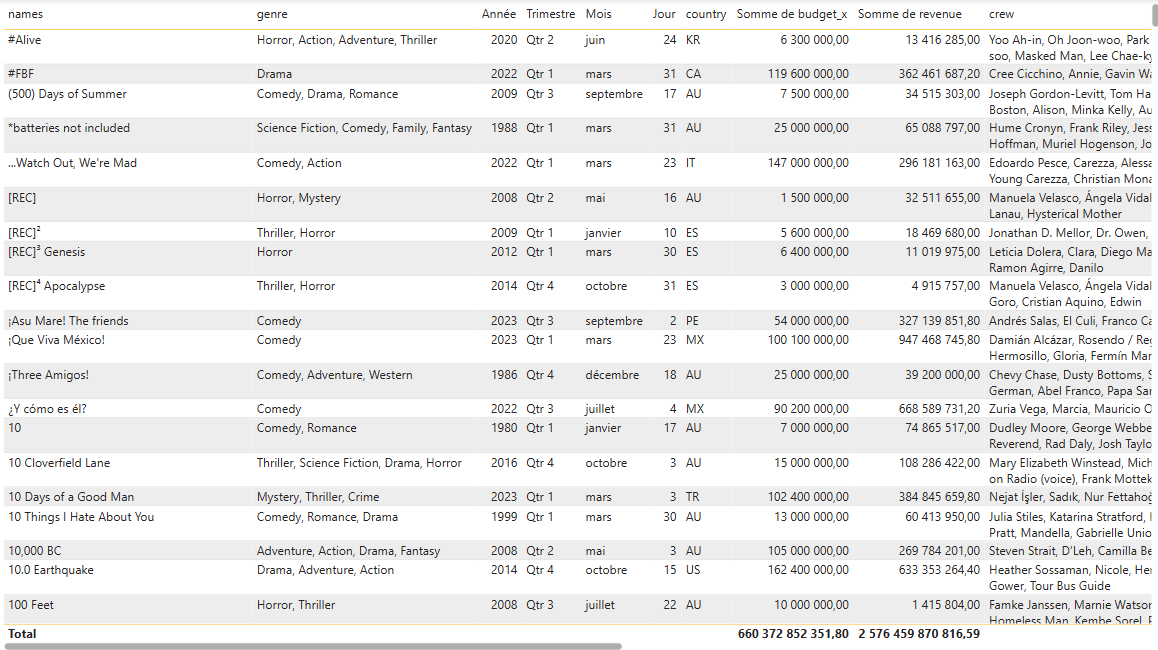 names genre Année Trimestre Mois Jour country Somme de budget_x Somme de revenue crew
#Alive Horror, Action, Adventure, Thriller 2020 Qtr 2 juin 24 KR 6 300 000,00 13 416 285,00 Yoo Ah-in, Oh Joon-woo, Park
soo, Masked Man, Lee Chae-ky
#FBF Drama 2022 Qtr 1 mars 31 CA 119 600 000,00 362 461 687,20 Cree Cicchino, Annie, Gavin Wa
(500) Days of Summer Comedy, Drama, Romance 2009 Qtr 3 septembre 17 AU 7 500 000,00 34 515 303,00 Joseph Gordon-Levitt, Tom Ha
Boston, Alison, Minka Kelly, Au
*batteries not included Science Fiction, Comedy, Family, Fantasy 1988 Qtr 1 mars 31 AU 25 000 000,00 65 088 797,00 Hume Cronyn, Frank Riley, Jess
Hoffman, Muriel Hogenson, Jo
...Watch Out, We're Mad Comedy, Action 2022 Qtr 1 mars 23 IT 147 000 000,00 296 181 163,00 Edoardo Pesce, Carezza, Alessa
Young Carezza, Christian Mona
[REC] Horror, Mystery 2008 Qtr 2 mai 16 AU 1 500 000,00 32 511 655,00 Manuela Velasco, Ángela Vidal
Lanau, Hysterical Mother
[REC]² Thriller, Horror 2009 Qtr 1 janvier 10 ES 5 600 000,00 18 469 680,00 Jonathan D. Mellor, Dr. Owen,
[REC]³ Genesis Horror 2012 Qtr 1 mars 30 ES 6 400 000,00 11 019 975,00 Leticia Dolera, Clara, Diego Ma
Ramon Agirre, Danilo
[REC]⁴ Apocalypse Thriller, Horror 2014 Qtr 4 octobre 31 ES 3 000 000,00 4 915 757,00 Manuela Velasco, Ángela Vidal
Goro, Cristian Aquino, Edwin
¡Asu Mare! The friends Comedy 2023 Qtr 3 septembre 2 PE 54 000 000,00 327 139 851,80 Andrés Salas, El Culi, Franco Ca
¡Que Viva México! Comedy 2023 Qtr 1 mars 23 MX 100 100 000,00 947 468 745,80 Damián Alcázar, Rosendo / Reg
Hermosillo, Gloria, Fermín Mar
¡Three Amigos! Comedy, Adventure, Western 1986 Qtr 4 décembre 18 AU 25 000 000,00 39 200 000,00 Chevy Chase, Dusty Bottoms, S
German, Abel Franco, Papa San
¿Y cómo es él? Comedy 2022 Qtr 3 juillet 4 MX 90 200 000,00 668 589 731,20 Zuria Vega, Marcia, Mauricio O
10 Comedy, Romance 1980 Qtr 1 janvier 17 AU 7 000 000,00 74 865 517,00 Dudley Moore, George Webbe
Reverend, Rad Daly, Josh Taylo
10 Cloverfield Lane Thriller, Science Fiction, Drama, Horror 2016 Qtr 4 octobre 3 AU 15 000 000,00 108 286 422,00 Mary Elizabeth Winstead, Mich
on Radio (voice), Frank Mottek
10 Days of a Good Man Mystery, Thriller, Crime 2023 Qtr 1 mars 3 TR 102 400 000,00 384 845 659,80 Nejat İşler, Sadık, Nur Fettahoğ
10 Things I Hate About You Comedy, Romance, Drama 1999 Qtr 1 mars 30 AU 13 000 000,00 60 413 950,00 Julia Stiles, Katarina Stratford,
Pratt, Mandella, Gabrielle Unio
10,000 BC Adventure, Action, Drama, Fantasy 2008 Qtr 2 mai 3 AU 105 000 000,00 269 784 201,00 Steven Strait, D'Leh, Camilla Be
10.0 Earthquake Drama, Adventure, Action 2014 Qtr 4 octobre 15 US 162 400 000,00 633 353 264,40 Heather Sossaman, Nicole, Her
Gower, Tour Bus Guide
100 Feet Horror, Thriller 2008 Qtr 3 juillet 22 AU 10 000 000,00 1 415 804,00 Famke Janssen, Marnie Watson
Homeless Man, Kembe Sorel,
Total 660 372 852 351,80 2 576 459 870 816,59